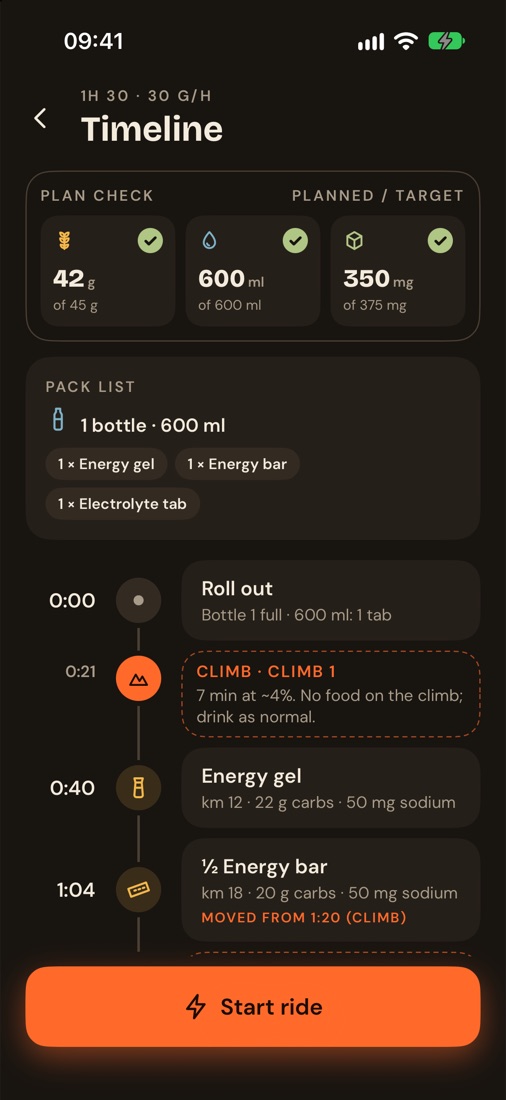 09:41
1H 30 · 30 G/H
Timeline
PLAN CHECK
PLANNED / TARGET
42 g
of 45 g
600 ml
of 600 ml
350 mg
of 375 mg
PACK LIST
1 bottle · 600 ml
1 × Energy gel
1 × Energy bar
1 × Electrolyte tab
0:00
Roll out
Bottle 1 full · 600 ml: 1 tab
0:21
CLIMB · CLIMB 1
7 min at ~4%. No food on the climb;
drink as normal.
0:40
Energy gel
km 12 · 22 g carbs · 50 mg sodium
1:04
½ Energy bar
km 18 · 20 g carbs · 50 mg sodium
MOVED FROM 1:20 (CLIMB)
Start ride